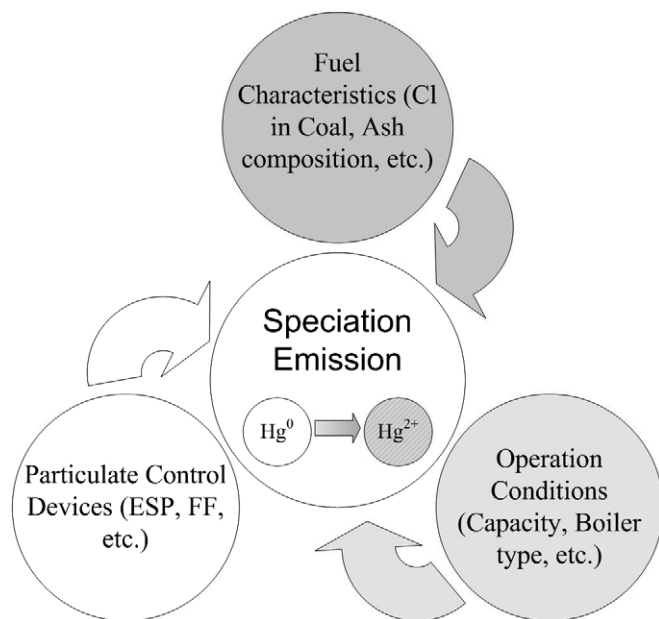 Fuel
Characteristics (Cl
in Coal, Ash
composition, etc.)
Speciation
Emission
Hg⁰
Hg²⁺
Particulate Control
Devices (ESP, FF,
etc.)
Operation
Conditions
(Capacity, Boiler
type, etc.)